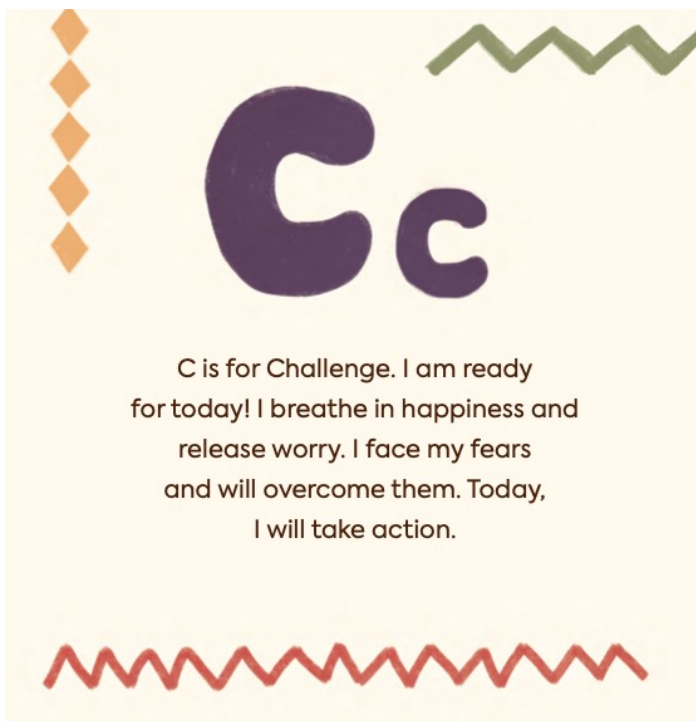 Cc
C is for Challenge. I am ready
for today! I breathe in happiness and
release worry. I face my fears
and will overcome them. Today,
I will take action.